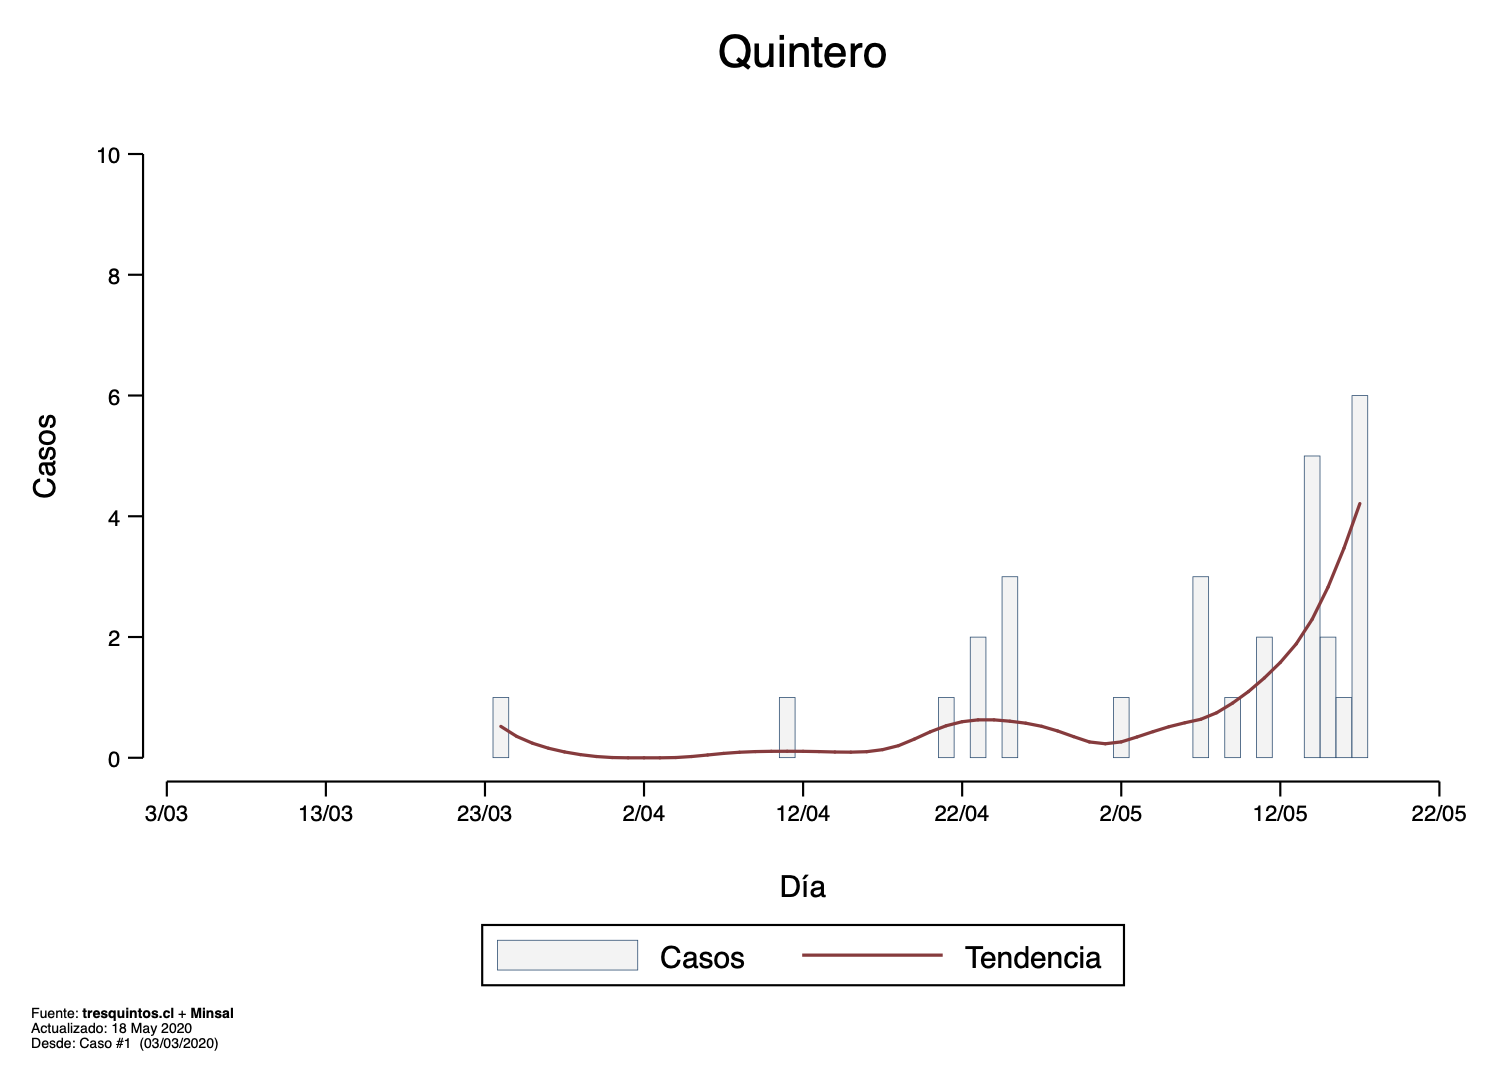 Quintero
10
8
6
4
2
0
Casos
3/03 13/03 23/03 2/04 12/04 22/04 2/05 12/05 22/05
Día
Casos Tendencia
Fuente: tresquintos.cl + Minsal
Actualizado: 18 May 2020
Desde: Caso #1 (03/03/2020)